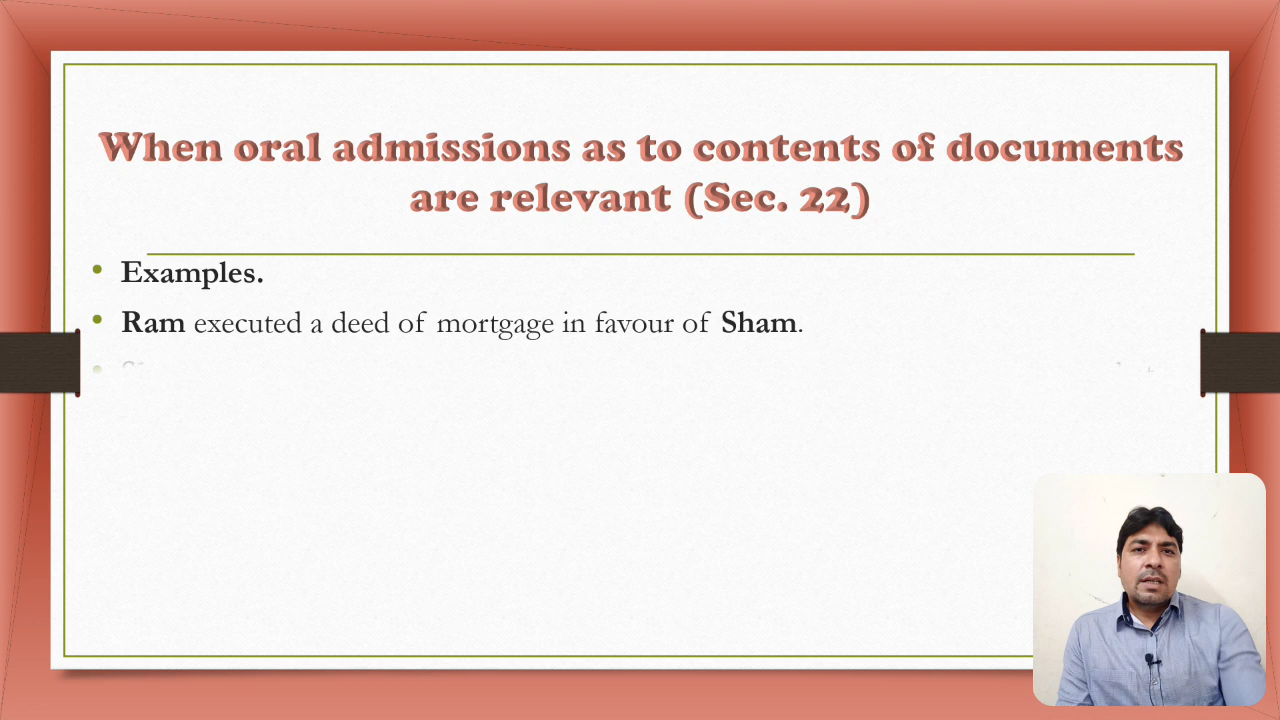 When oral admissions as to contents of documents
are relevant (Sec. 22)
• Examples.
• Ram executed a deed of mortgage in favour of Sham.